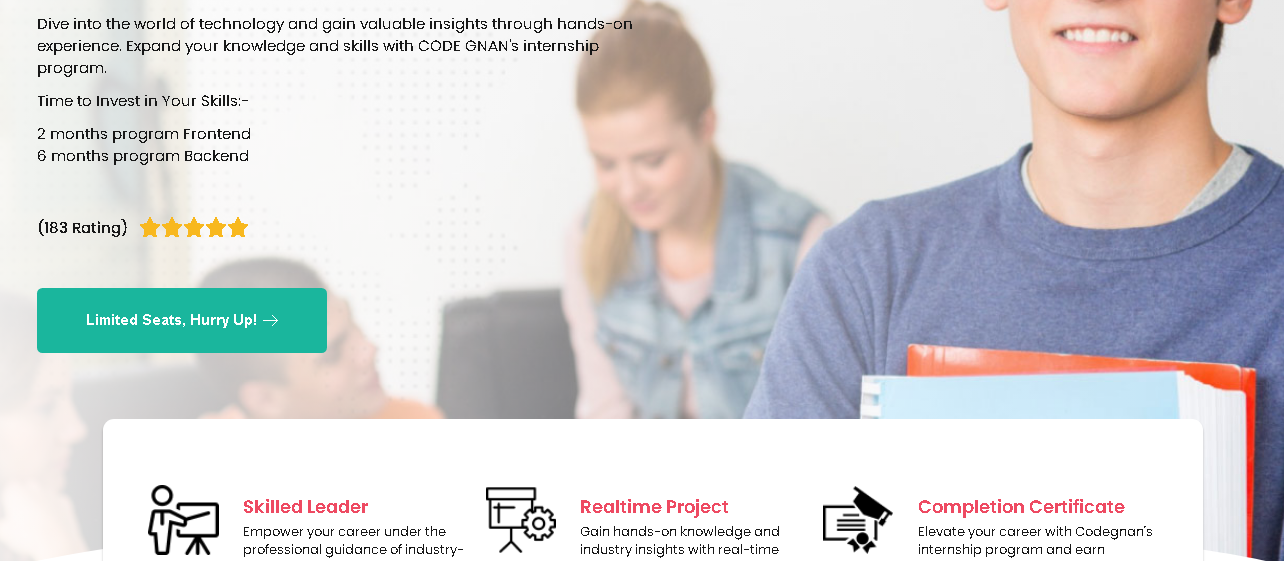 Dive into the world of technology and gain valuable insights through hands-on
experience. Expand your knowledge and skills with CODE GNAN's internship
program.
Time to Invest in Your Skills:-
2 months program Frontend
6 months program Backend
(183 Rating)
Limited Seats, Hurry Up! →
Skilled Leader
Empower your career under the
professional guidance of industry-
Realtime Project
Gain hands-on knowledge and
industry insights with real-time
Completion Certificate
Elevate your career with Codegnan's
internship program and earn